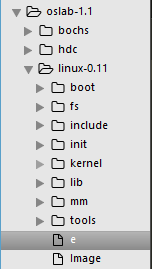 oslab-1.1
bochs
hdc
linux-0.11
boot
fs
include
init
kernel
lib
mm
tools
e
Image